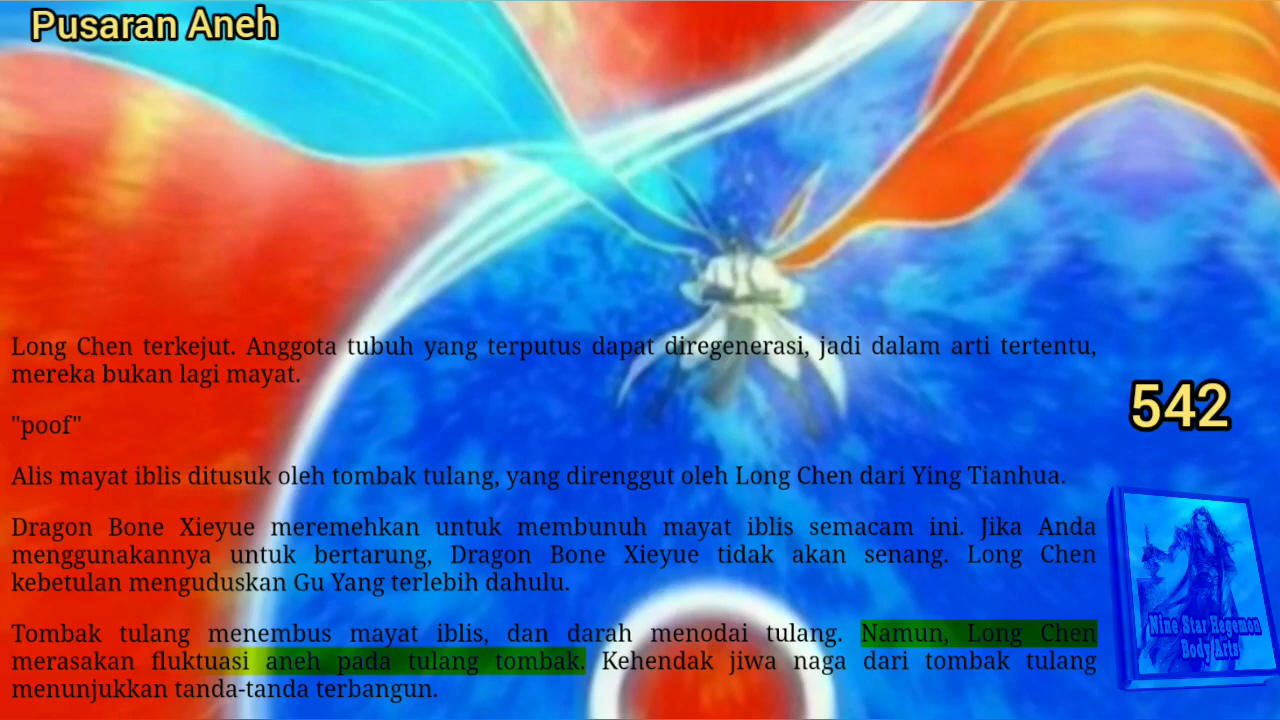 Pusaran Aneh
Long Chen terkejut. Anggota tubuh yang terputus dapat diregenerasi, jadi dalam arti tertentu,
mereka bukan lagi mayat.
"poof"
Alis mayat iblis ditusuk oleh tombak tulang, yang direnggut oleh Long Chen dari Ying Tianhua.
Dragon Bone Xieyue meremehkan untuk membunuh mayat iblis semacam ini. Jika Anda
menggunakannya untuk bertarung, Dragon Bone Xieyue tidak akan senang. Long Chen
kebetulan menguduskan Gu Yang terlebih dahulu.
Tombak tulang menembus mayat iblis, dan darah menodai tulang. Namun, Long Chen
merasakan fluktuasi aneh pada tulang tombak. Kehendak jiwa naga dari tombak tulang
menunjukkan tanda-tanda terbangun.
542
Nine Star Hegemon
Body Arts